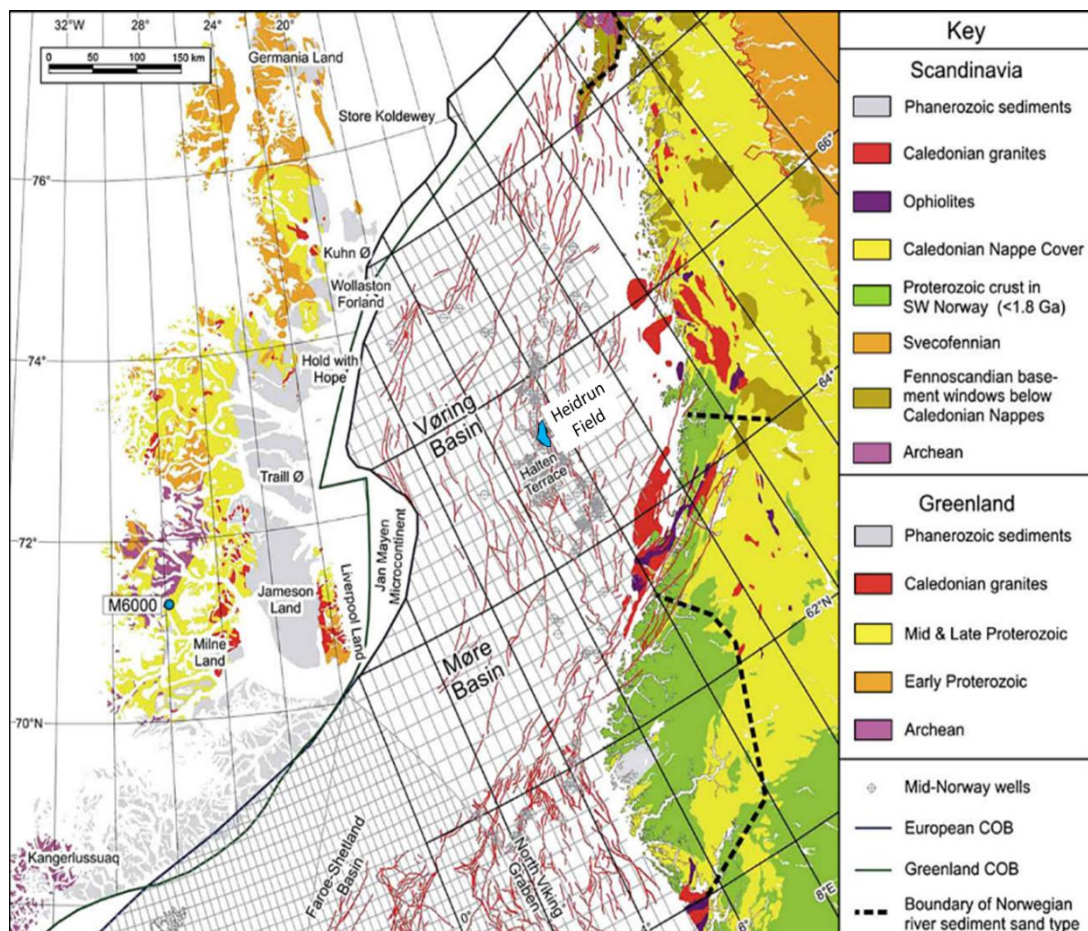 32°W
28°
24°
20°
0 50 100 150 km
Germania Land
Store Koldewey
66°
76°
Kuhn Ø
Wollaston
Forland
74°
Hold with
Hope
64°
Vøring
Basin
Heidrun
Field
Halten
Terrace
Traill Ø
72°
Jan Mayen
Microcontinent
M6000
Jameson
Land
Liverpool Land
Milne
Land
62°N
Møre
Basin
70°N
Kangerlussuaq
Faroe-Shetland
Basin
North Viking
Graben
0°
6°
8°E
Key
Scandinavia
Phanerozoic sediments
Caledonian granites
Ophiolites
Caledonian Nappe Cover
Proterozoic crust in
SW Norway (<1.8 Ga)
Svecofennian
Fennoscandian base-
ment windows below
Caledonian Nappes
Archean
Greenland
Phanerozoic sediments
Caledonian granites
Mid & Late Proterozoic
Early Proterozoic
Archean
Mid-Norway wells
European COB
Greenland COB
Boundary of Norwegian
river sediment sand type